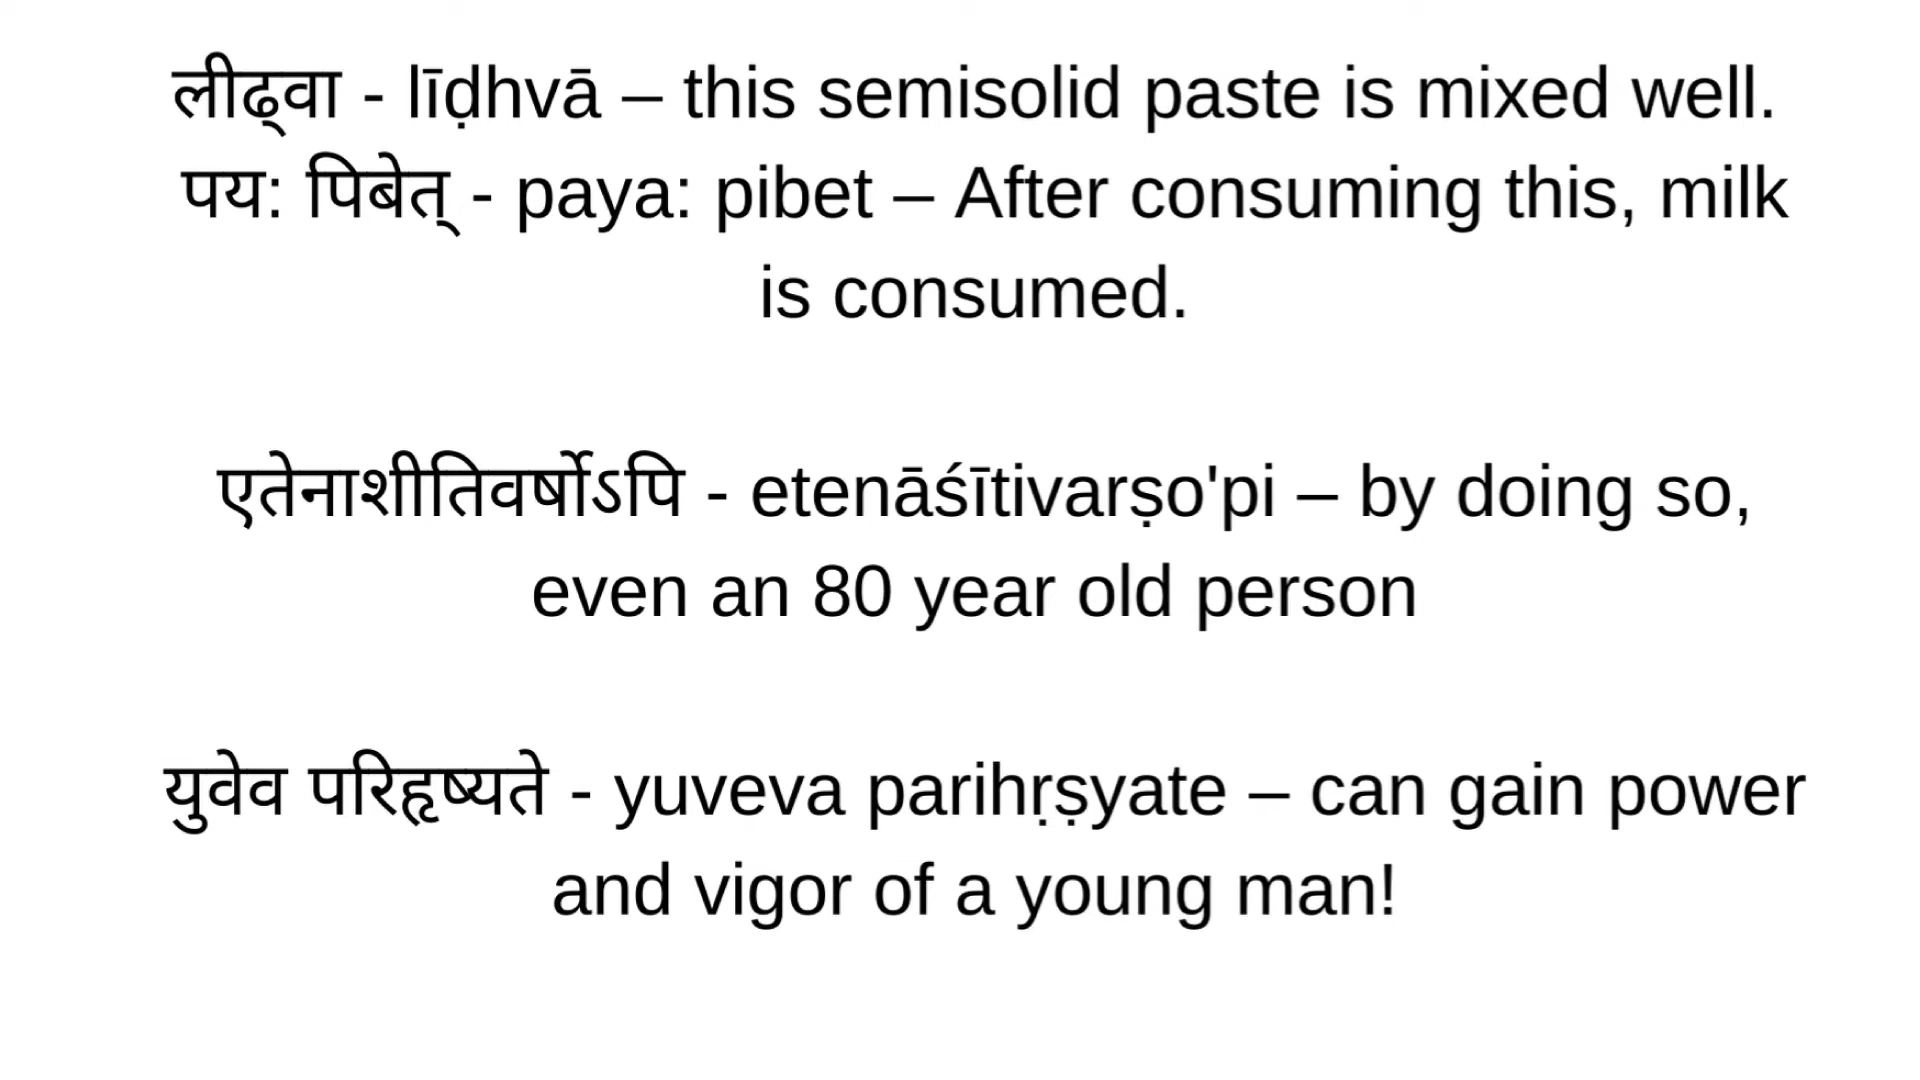 लीढ्वा - līḍhvā – this semisolid paste is mixed well.
पय: पिबेत् - paya: pibet – After consuming this, milk
is consumed.
एतेनाशीतिवर्षोऽपि - etenāśītivarṣo'pi – by doing so,
even an 80 year old person
युवेव परिहृष्यते - yuveva parihṛṣyate – can gain power
and vigor of a young man!